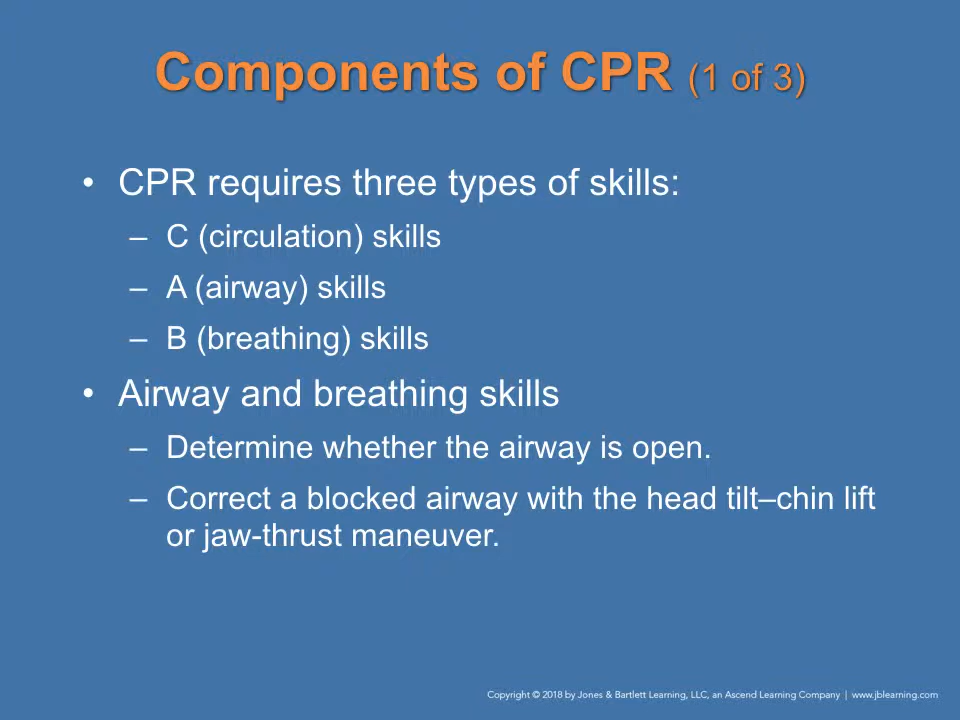 Components of CPR (1 of 3)
• CPR requires three types of skills:
– C (circulation) skills
– A (airway) skills
– B (breathing) skills
• Airway and breathing skills
– Determine whether the airway is open.
– Correct a blocked airway with the head tilt–chin lift
or jaw-thrust maneuver.
Copyright © 2018 by Jones & Bartlett Learning, LLC, an Ascend Learning Company | www.jblearning.com